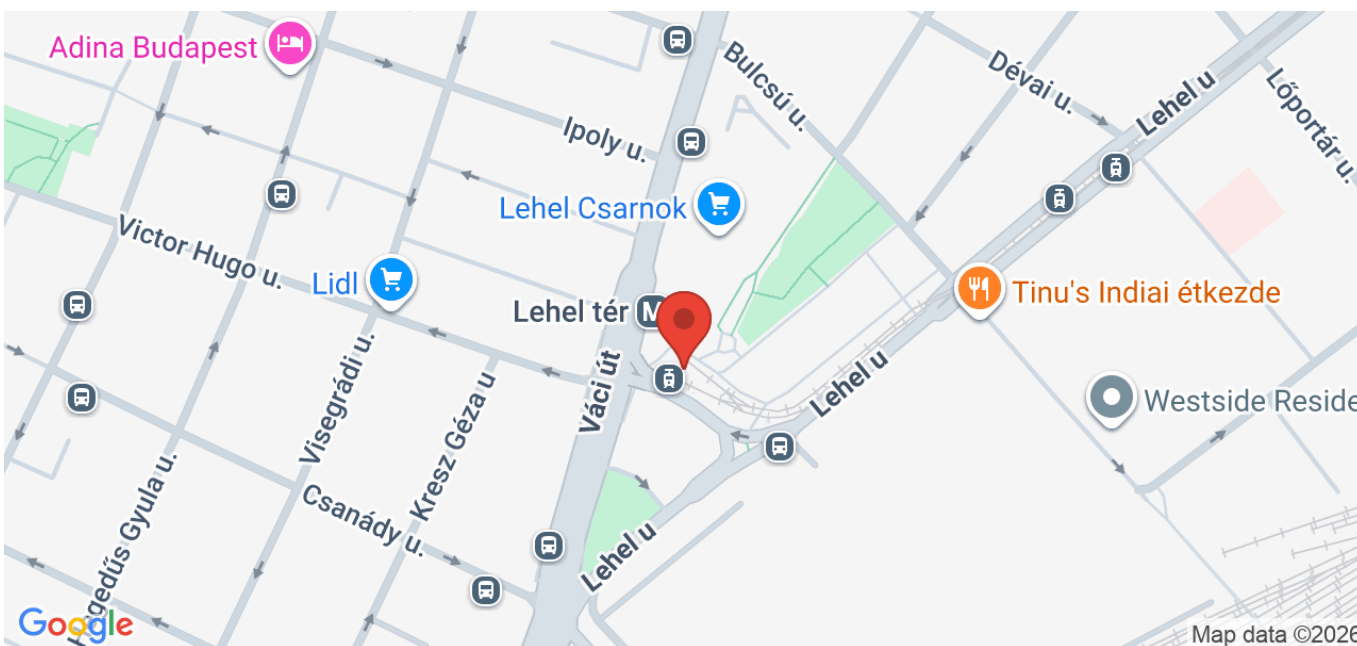 Adina Budapest
Bulcsú u.
Dévai u.
Lehel u
Lőportár u.
Ipoly u.
Lehel Csarnok
Victor Hugo u.
Lidl
Lehel tér
M
Tinu's Indiai étkezde
Visegrádi u.
Kresz Géza u
Váci út
Lehel u
Westside Reside
Hegedűs Gyula u.
Csanády u.
Lehel u
Google
Map data ©2026